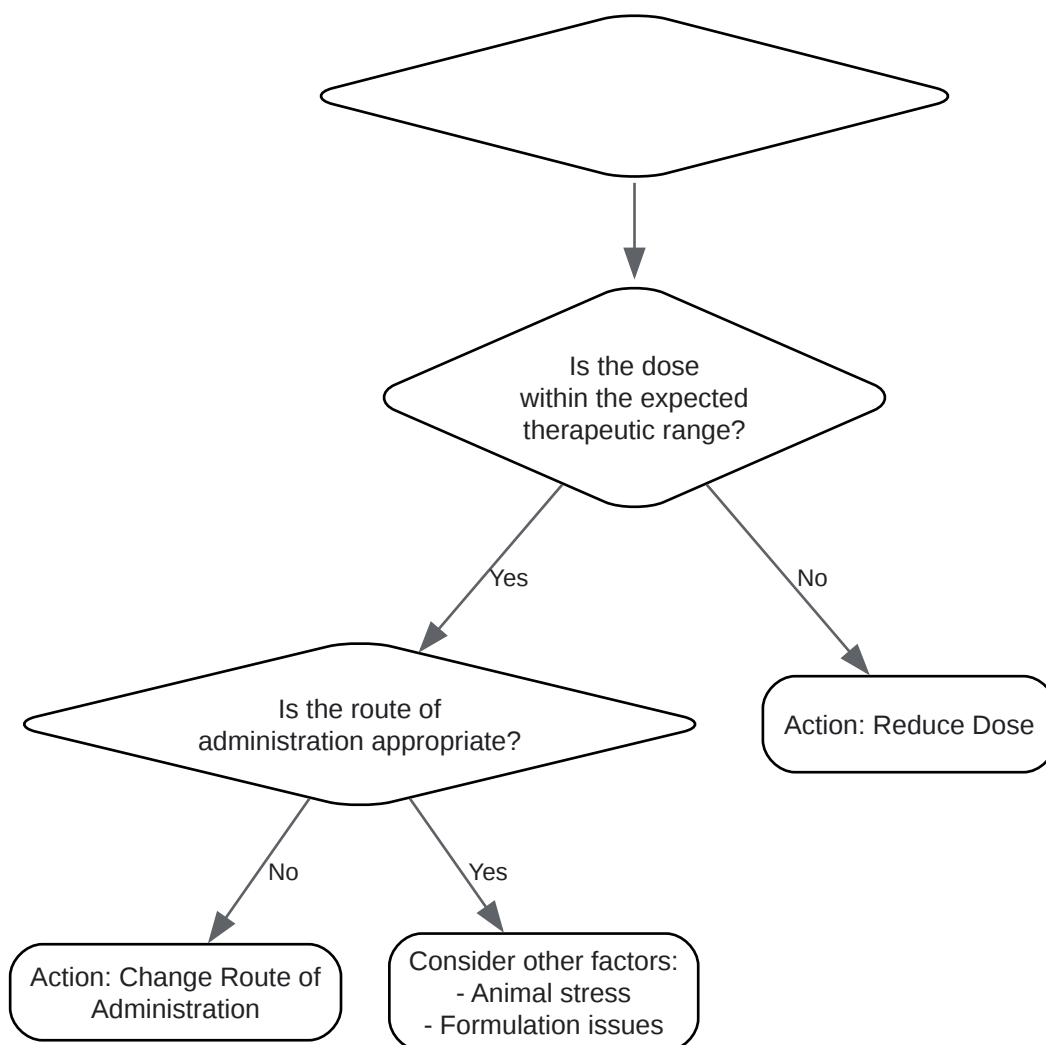 Is the dose
within the expected
therapeutic range?
Yes
No
Is the route of
administration appropriate?
Action: Reduce Dose
No
Yes
Action: Change Route of
Administration
Consider other factors:
- Animal stress
- Formulation issues